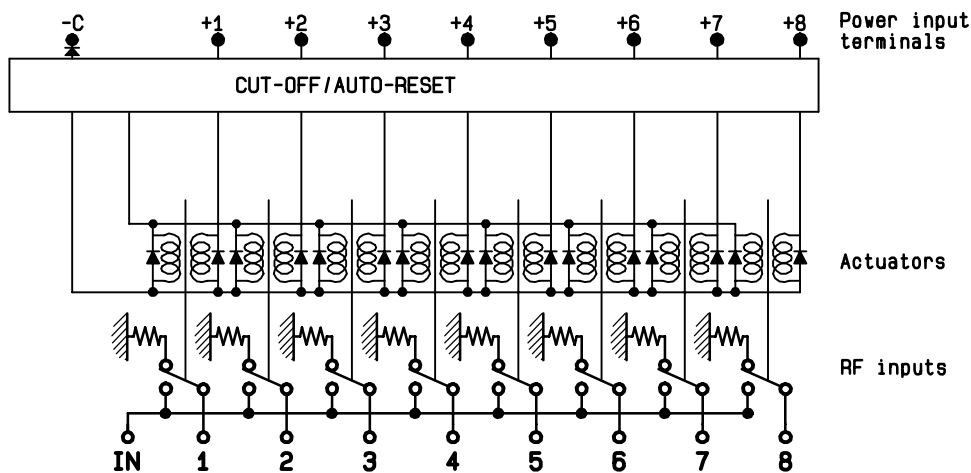 -C +1 +2 +3 +4 +5 +6 +7 +8 Power input
terminals
CUT-OFF/AUTO-RESET
Actuators
RF inputs
IN 1 2 3 4 5 6 7 8